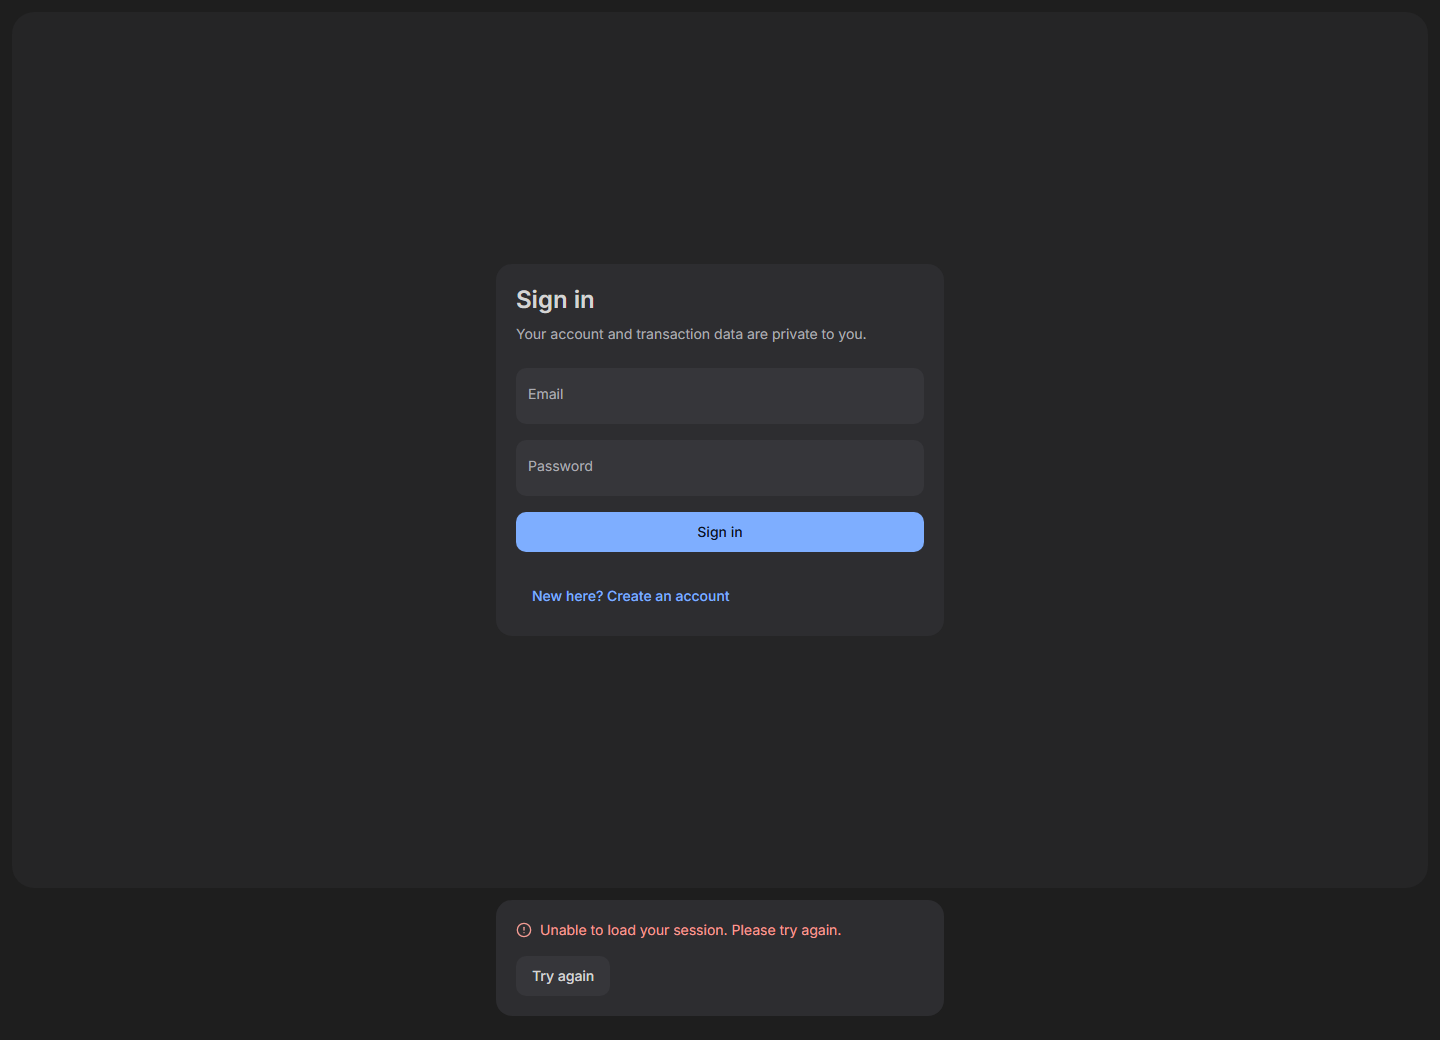 Sign in
Your account and transaction data are private to you.
Email
Password
Sign in
New here? Create an account
Unable to load your session. Please try again.
Try again